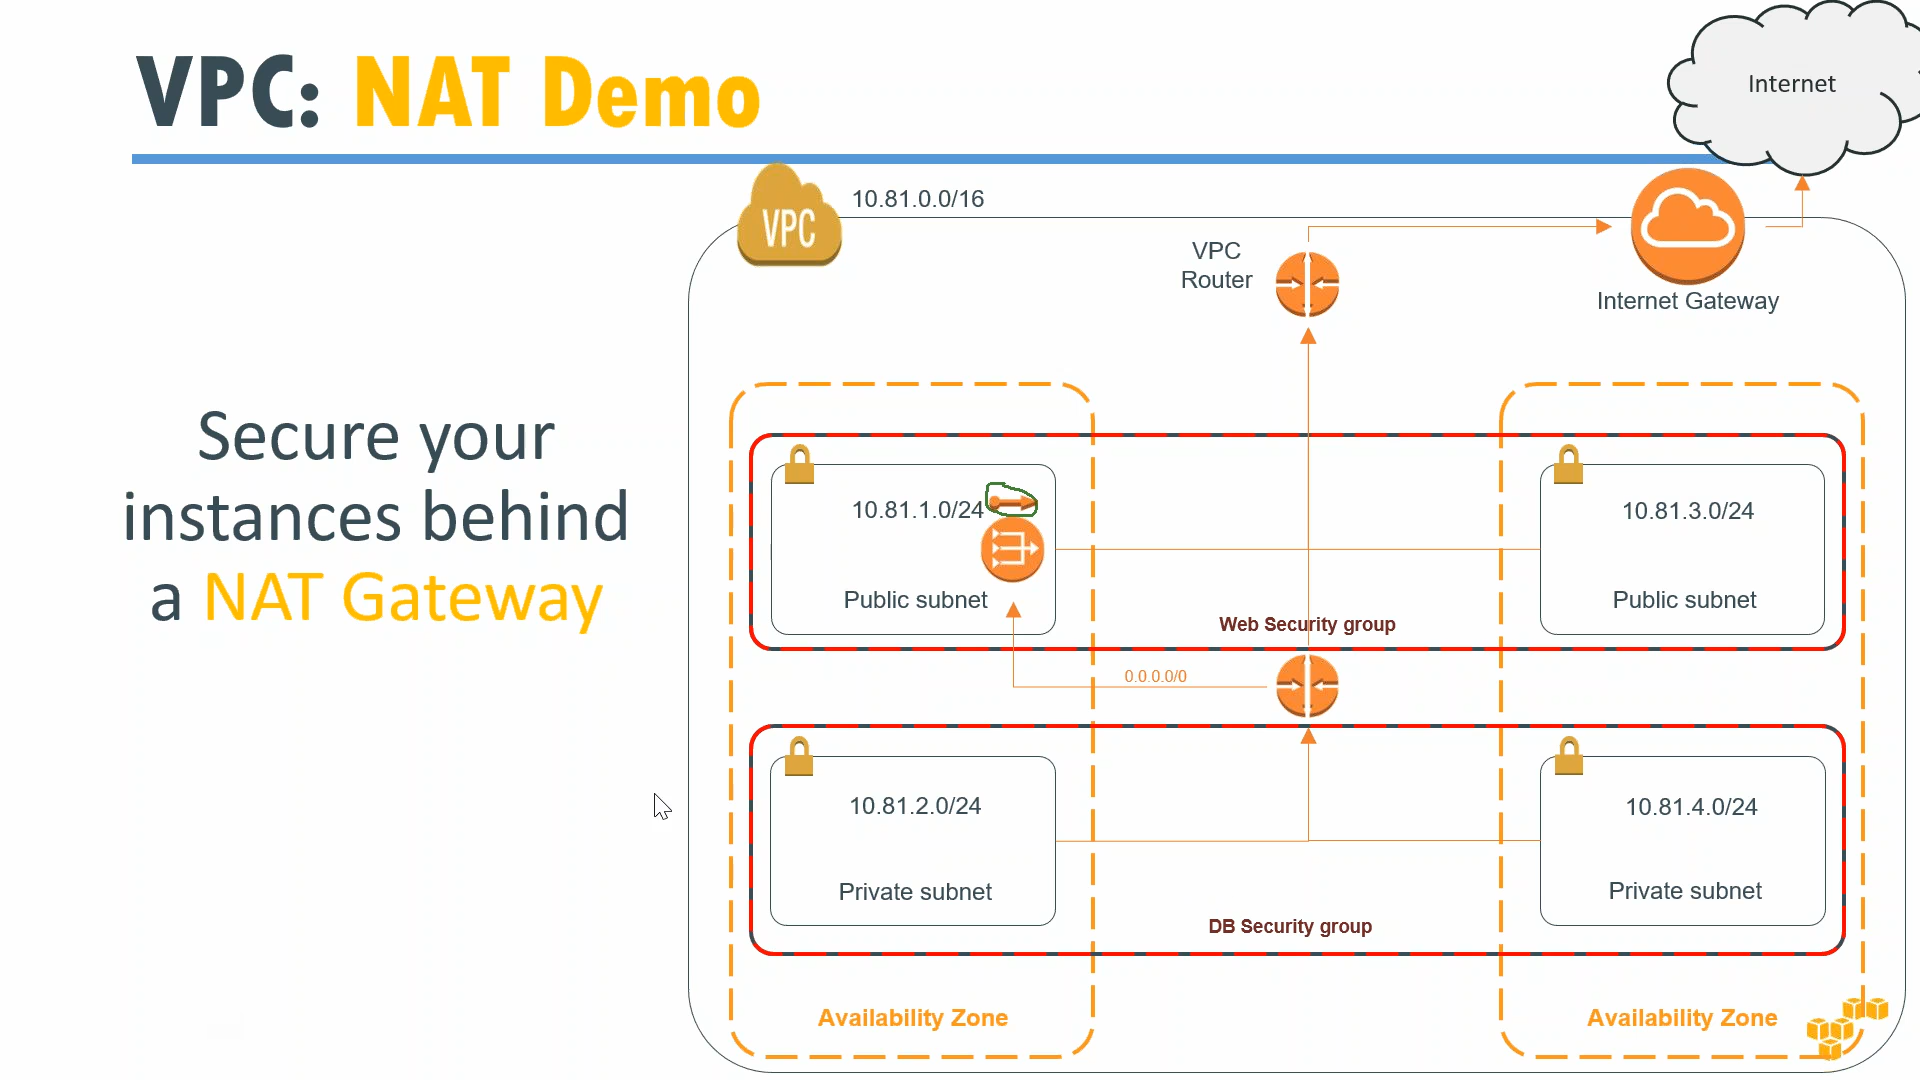 VPC: NAT Demo
Internet
VPC
10.81.0.0/16
VPC
Router
Internet Gateway
Secure your
instances behind
a NAT Gateway
10.81.1.0/24
Public subnet
10.81.3.0/24
Public subnet
Web Security group
0.0.0.0/0
10.81.2.0/24
Private subnet
10.81.4.0/24
Private subnet
DB Security group
Availability Zone
Availability Zone